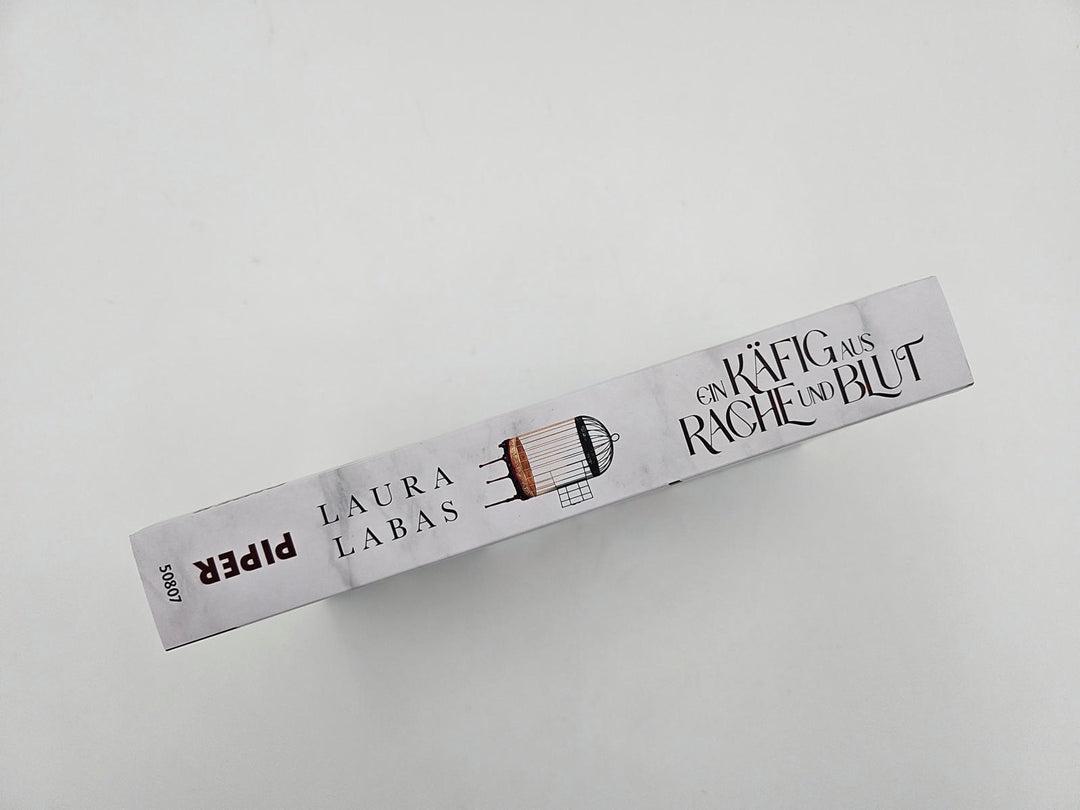 EIN KÄFIG AUS
RACHE UND BLUT
LAURA
LABAS
PIPER
50807